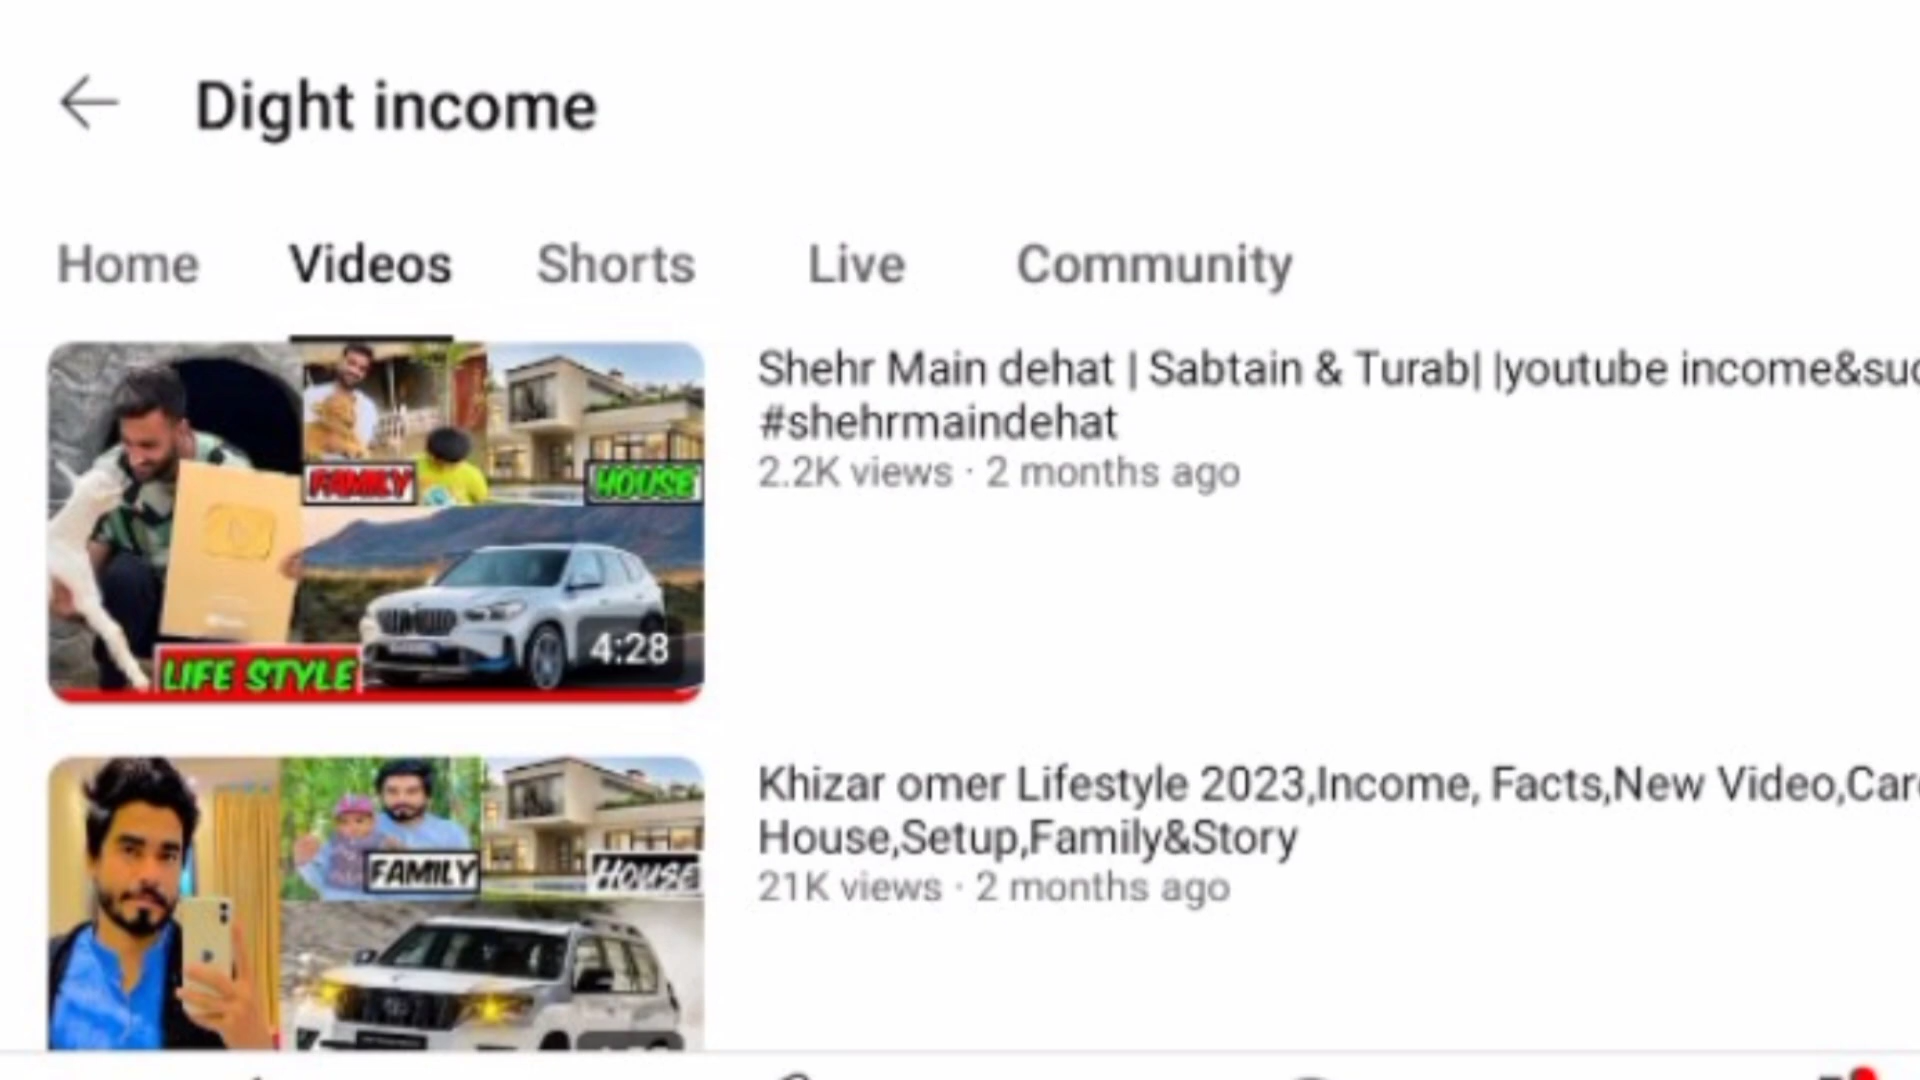 Dight income
Home Videos Shorts Live Community
Shehr Main dehat | Sabtain & Turab| |youtube income&suc
#shehrmaindehat
2.2K views · 2 months ago
FAMILY
HOUSE
LIFE STYLE
4:28
Khizar omer Lifestyle 2023,Income, Facts,New Video,Car
House,Setup,Family&Story
21K views · 2 months ago
FAMILY
HOUSE